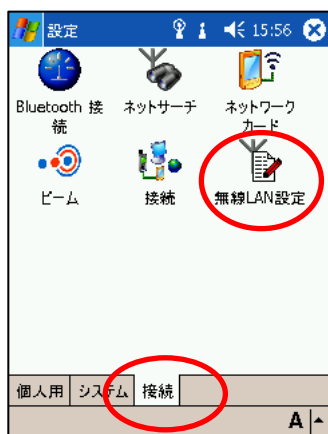 設定 15:56
Bluetooth 接続 ネットサーチ ネットワークカード
ビーム 接続 無線LAN設定
個人用 システム 接続
A